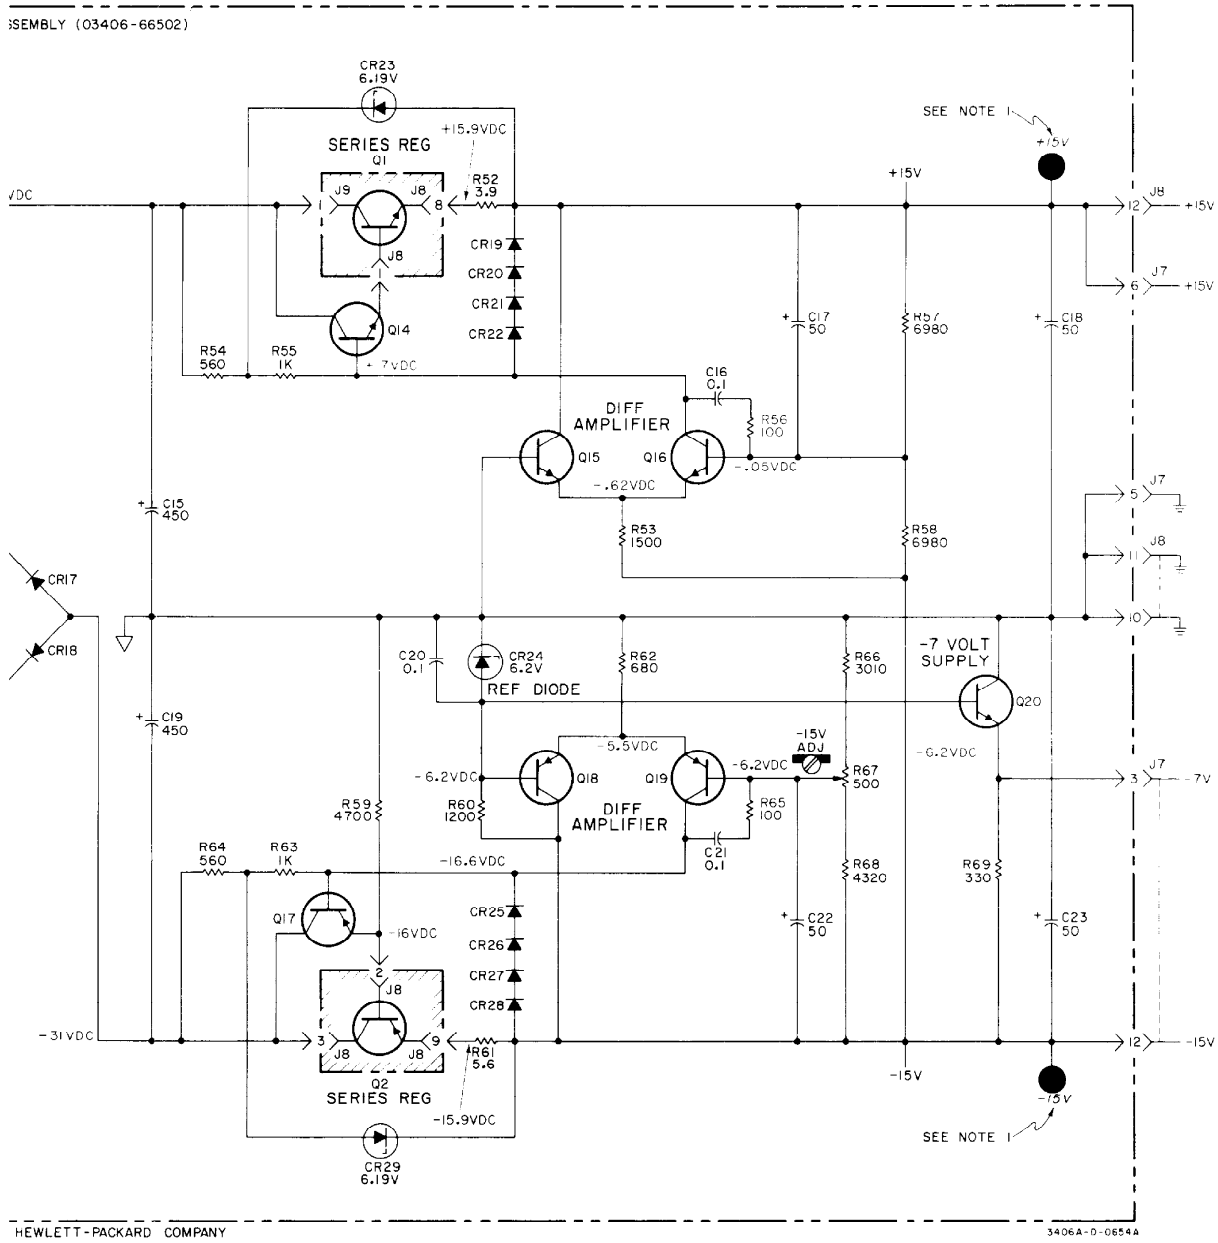 SSEMBLY (03406-66502)
CR23
6.19V
SEE NOTE 1
+15V
+15.9VDC
SERIES REG
Q1
VDC
J9
J8
R52
3.9
+15V
1
8
12
J8
+15V
J8
CR19
CR20
CR21
CR22
J7
6
+15V
Q14
+
C17
50
R57
6980
+
C18
50
R54
560
R55
1K
+.7VDC
C16
0.1
DIFF
AMPLIFIER
R56
100
Q15
Q16
-.05VDC
-.62VDC
J7
5
+
C15
450
R53
1500
R58
6980
J8
11
CR17
10
CR18
C20
0.1
CR24
6.2V
REF DIODE
R62
680
R66
3010
-7 VOLT
SUPPLY
Q20
+
C19
450
-15V
ADJ
-5.5VDC
-6.2VDC
-6.2VDC
Q18
Q19
-6.2VDC
R67
500
J7
3
-7V
R59
4700
R60
1200
DIFF
AMPLIFIER
R65
100
C21
0.1
R64
560
R63
1K
-16.6VDC
R68
4320
R69
330
Q17
-16VDC
CR25
CR26
CR27
CR28
+
C22
50
+
C23
50
2
J8
-31VDC
3
J8
J8
9
R61
5.6
12
-15V
Q2
SERIES REG
-15V
-15V
-15.9VDC
SEE NOTE 1
CR29
6.19V
HEWLETT-PACKARD COMPANY
3406A-D-0654A